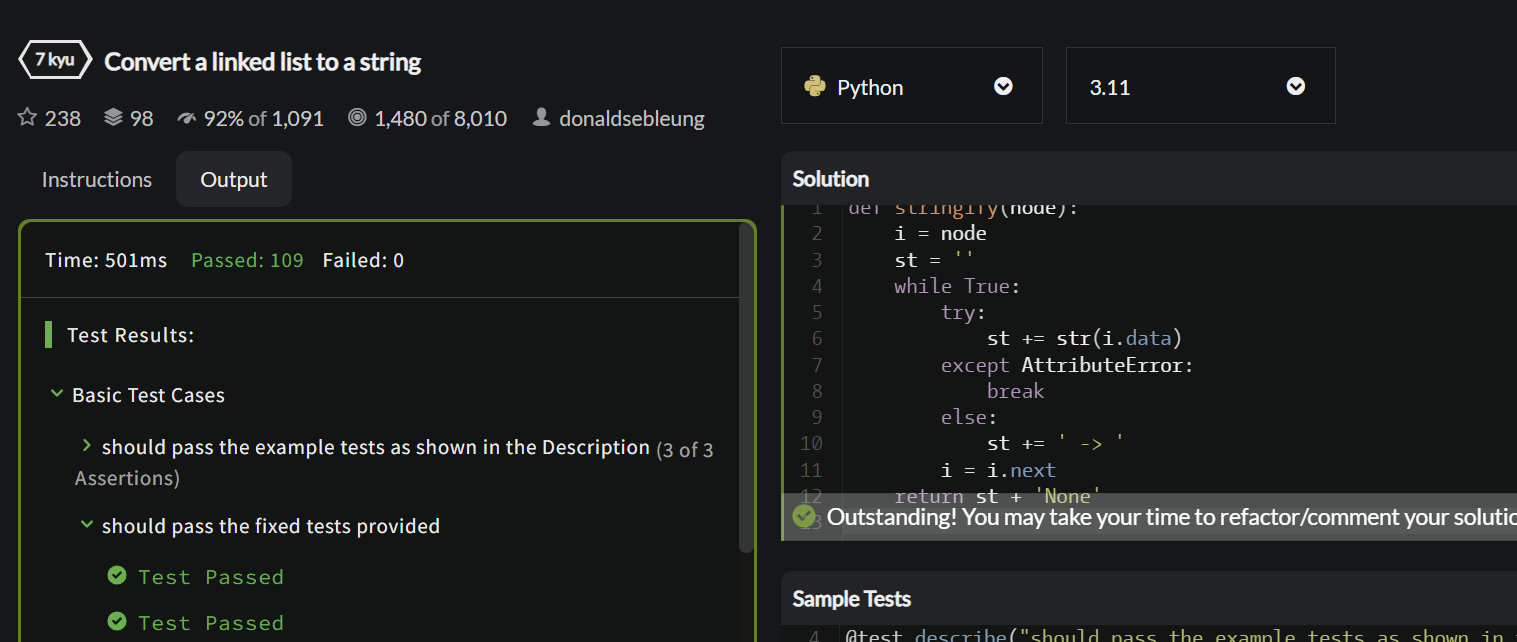 7 kyu Convert a linked list to a string
238 98 92% of 1,091 1,480 of 8,010 donaldsebleung
Instructions Output
Time: 501ms Passed: 109 Failed: 0
Test Results:
Basic Test Cases
should pass the example tests as shown in the Description (3 of 3
Assertions)
should pass the fixed tests provided
Test Passed
Test Passed
Python 3.11
Solution
1 def stringify(node):
2 i = node
3 st = ''
4 while True:
5 try:
6 st += str(i.data)
7 except AttributeError:
8 break
9 else:
10 st += ' -> '
11 i = i.next
12 return st + 'None'
13
Outstanding! You may take your time to refactor/comment your solutio
Sample Tests
4 @test.describe("should pass the example tests as shown in